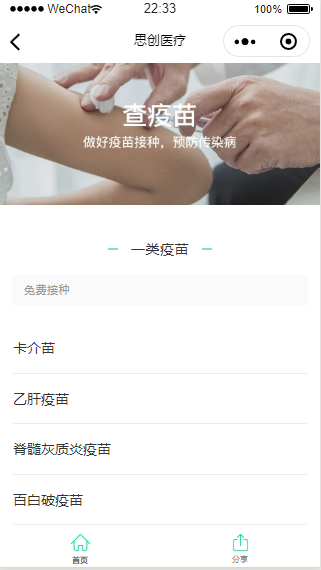 WeChat 22:33 100%
思创医疗
查疫苗
做好疫苗接种，预防传染病
一类疫苗
免费接种
卡介苗
乙肝疫苗
脊髓灰质炎疫苗
百白破疫苗
首页 分享